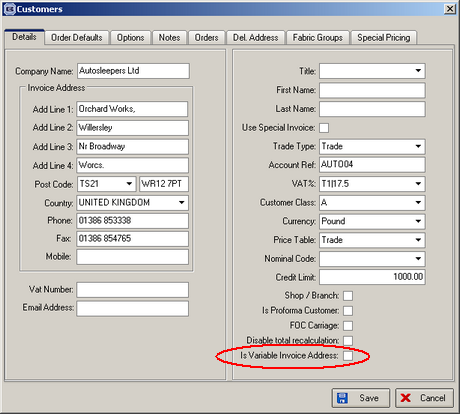 Customers
Details Order Defaults Options Notes Orders Del. Address Fabric Groups Special Pricing
Company Name: Autosleepers Ltd
Invoice Address
Add Line 1: Orchard Works,
Add Line 2: Willersley
Add Line 3: Nr Broadway
Add Line 4: Worcs.
Post Code: TS21 WR12 7PT
Country: UNITED KINGDOM
Phone: 01386 853338
Fax: 01386 854765
Mobile:
Vat Number:
Email Address:
Title:
First Name:
Last Name:
Use Special Invoice:
Trade Type: Trade
Account Ref: AUTO04
VAT%: T1|17.5
Customer Class: A
Currency: Pound
Price Table: Trade
Nominal Code:
Credit Limit: 1000.00
Shop / Branch:
Is Proforma Customer:
FOC Carriage:
Disable total recalculation:
Is Variable Invoice Address:
Save Cancel